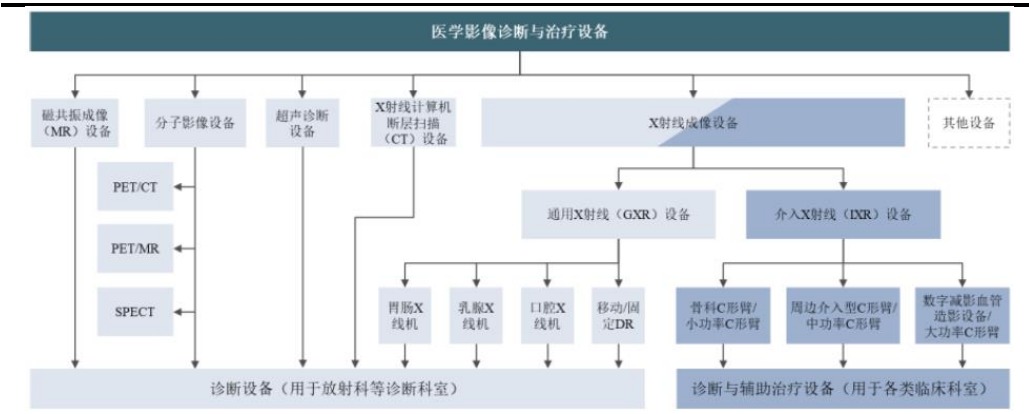 医学影像诊断与治疗设备
磁共振成像
（MR）设备
分子影像设备
超声诊断
设备
X射线计算机
断层扫描
（CT）设备
X射线成像设备
其他设备
PET/CT
PET/MR
SPECT
通用X射线（GXR）设备
介入X射线（IXR）设备
胃肠X
线机
乳腺X
线机
口腔X
线机
移动/固
定DR
骨科C形臂/
小功率C形臂
周边介入型C形臂/
中功率C形臂
数字减影血管
造影设备/
大功率C形臂
诊断设备（用于放射科等诊断科室）
诊断与辅助治疗设备（用于各类临床科室）